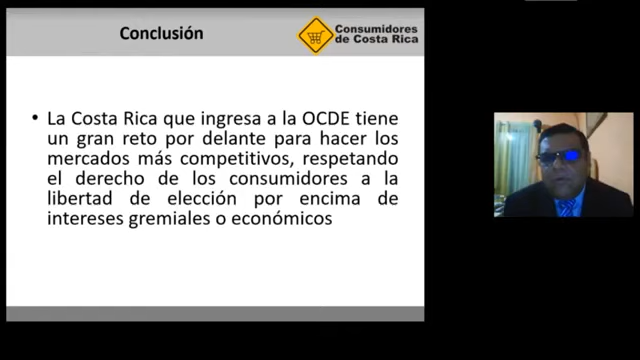 Conclusión
Consumidores
de Costa Rica
• La Costa Rica que ingresa a la OCDE tiene
un gran reto por delante para hacer los
mercados más competitivos, respetando
el derecho de los consumidores a la
libertad de elección por encima de
intereses gremiales o económicos